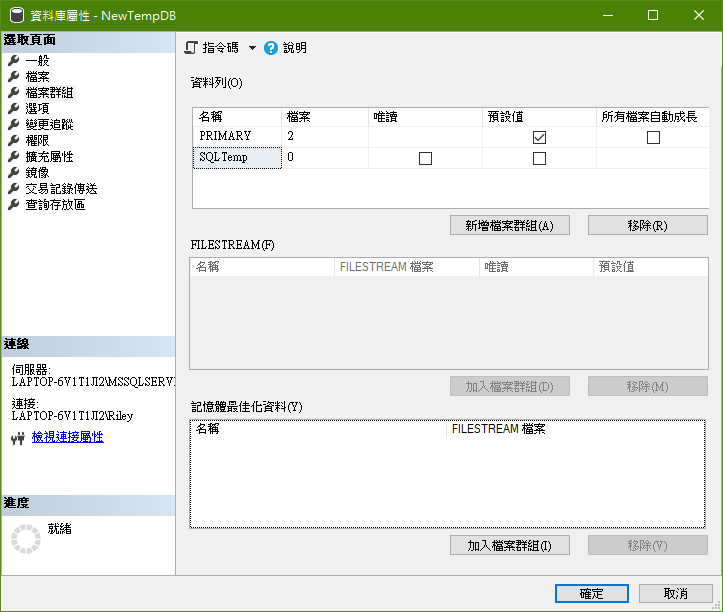 資料庫屬性 - NewTempDB
選取頁面
一般
檔案
檔案群組
選項
變更追蹤
權限
擴充屬性
鏡像
交易記錄傳送
查詢存放區
連線
伺服器:
LAPTOP-6V1T1JI2\MSSQLSERV
連接:
LAPTOP-6V1T1JI2\Riley
檢視連接屬性
進度
就緒
指令碼 說明
資料列(O)
名稱 檔案 唯讀 預設值 所有檔案自動成長
PRIMARY 2
SQLTemp 0
新增檔案群組(A) 移除(R)
FILESTREAM(F)
名稱 FILESTREAM 檔案 唯讀 預設值
加入檔案群組(D) 移除(M)
記憶體最佳化資料(Y)
名稱 FILESTREAM 檔案
加入檔案群組(I) 移除(V)
確定 取消